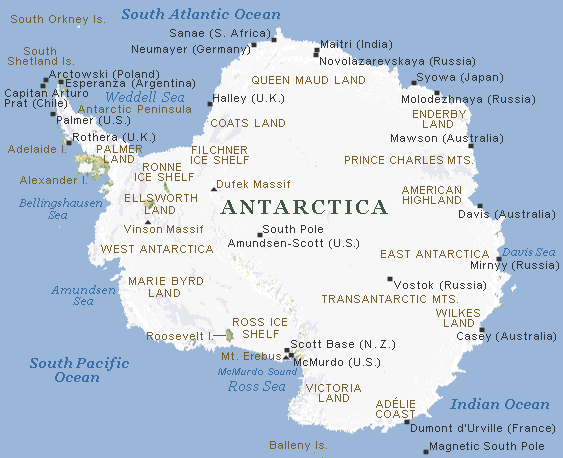 South Atlantic Ocean
South Orkney Is.
Sanae (S. Africa)
Neumayer (Germany)
Maitri (India)
Novolazarevskaya (Russia)
South
Shetland Is.
Arctowski (Poland)
Esperanza (Argentina)
Capitan Arturo
Prat (Chile)
Weddell Sea
QUEEN MAUD LAND
Syowa (Japan)
Molodezhnaya (Russia)
Halley (U.K.)
Antarctic Peninsula
Palmer (U.S.)
COATS LAND
ENDERBY
LAND
Rothera (U.K.)
Mawson (Australia)
Adelaide I.
PALMER
LAND
FILCHNER
ICE SHELF
PRINCE CHARLES MTS.
RONNE
ICE SHELF
Alexander I.
Dufek Massif
AMERICAN
HIGHLAND
ELLSWORTH
LAND
Bellingshausen
Sea
ANTARCTICA
Davis (Australia)
Vinson Massif
South Pole
Amundsen-Scott (U.S.)
WEST ANTARCTICA
EAST ANTARCTICA
Davis Sea
Mirnyy (Russia)
MARIE BYRD
LAND
Vostok (Russia)
Amundsen
Sea
TRANSANTARCTIC MTS.
WILKES
LAND
ROSS ICE
SHELF
Roosevelt I.
Casey (Australia)
Scott Base (N.Z.)
Mt. Erebus
McMurdo (U.S.)
South Pacific
Ocean
McMurdo Sound
Ross Sea
VICTORIA
LAND
ADÉLIE
COAST
Indian Ocean
Dumont d'Urville (France)
Balleny Is.
Magnetic South Pole